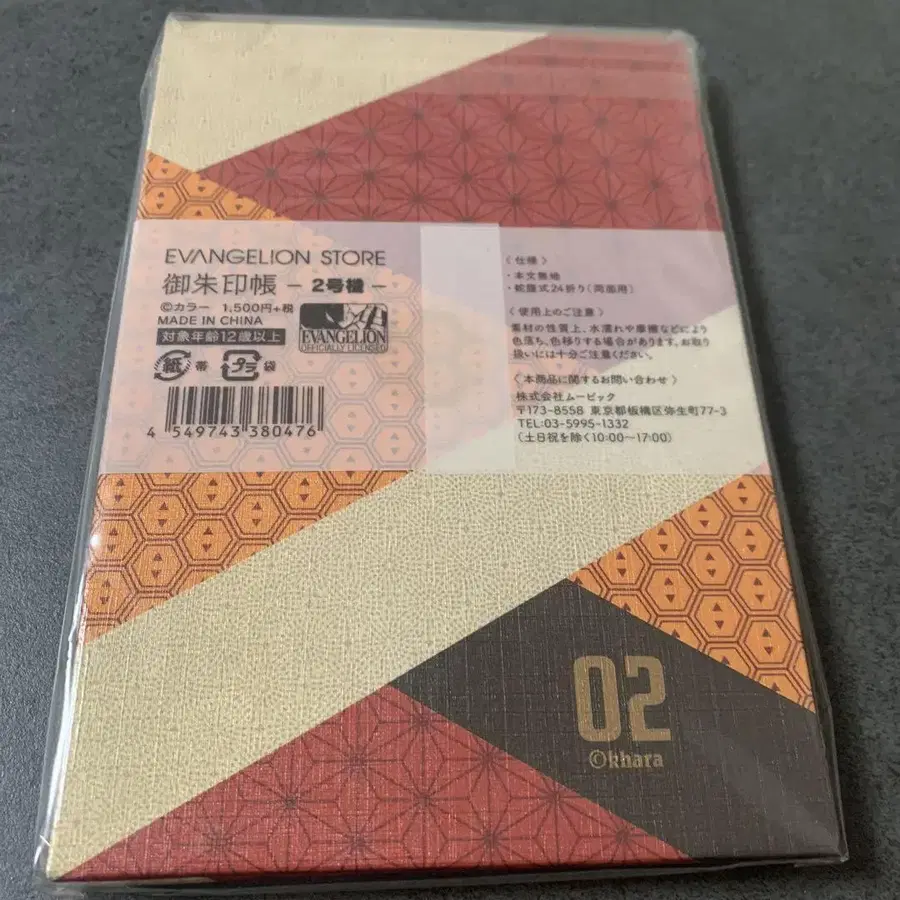 EVANGELION STORE
御朱印帳 - 2号機 -
©カラー 1,500円+税
MADE IN CHINA
対象年齢12歳以上
EVANGELION
OFFICIALLY LICENSED
紙 帯 プラ 袋
4 549743 380476
〈 仕様 〉
・本文無地
・蛇腹式24折り(両面用)
〈 使用上のご注意 〉
素材の性質上、水濡れや摩擦などにより
色落ち、色移りする場合があります。お取り
扱いには十分ご注意ください。
〈 本商品に関するお問い合わせ 〉
株式会社ムービック
〒173-8558 東京都板橋区弥生町77-3
TEL:03-5995-1332
(土日祝を除く10:00〜17:00)
02
©khara